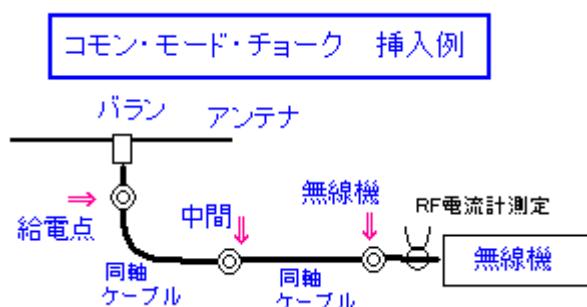 コモン・モード・チョーク 挿入例
バラン
アンテナ
給電点
中間
無線機
RF電流計測定
無線機
同軸
ケーブル
同軸
ケーブル